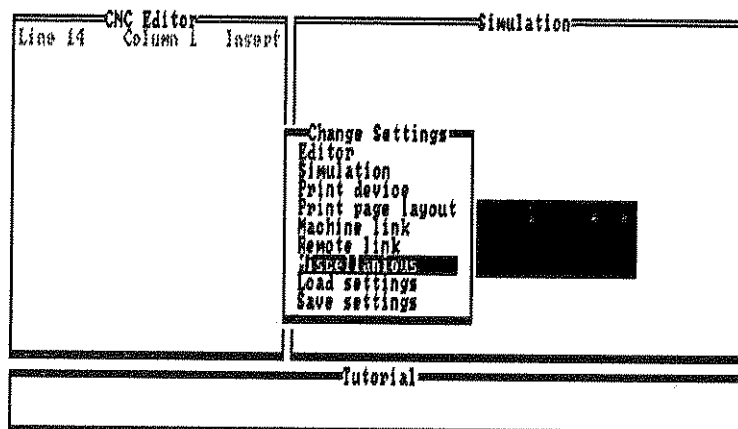 CNC Editor
Line 14 Column 1 Insert
Simulation
Change Settings
Editor
Simulation
Print device
Print page layout
Machine link
Remote link
Miscellanious
Load settings
Save settings
Tutorial